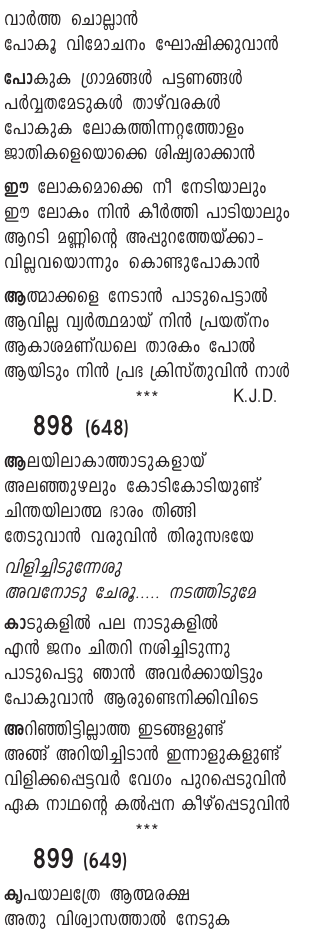 വാർത്ത ചൊല്ലാൻ
പോകൂ വിമോചനം ഘോഷിക്കുവാൻ
പോകുക ഗ്രാമങ്ങൾ പട്ടണങ്ങൾ
പർവ്വതമേടുകൾ താഴ്‌വരകൾ
പോകുക ലോകത്തിന്നറ്റത്തോളം
ജാതികളെയൊക്കെ ശിഷ്യരാക്കാൻ
ഈ ലോകമൊക്കെ നീ നേടിയാലും
ഈ ലോകം നിൻ കീർത്തി പാടിയാലും
ആറടി മണ്ണിന്റെ അപ്പുറത്തേയ്ക്കാ-
വില്ലവയൊന്നും കൊണ്ടുപോകാൻ
ആത്മാക്കളെ നേടാൻ പാടുപെട്ടാൽ
ആവില്ല വ്യർത്ഥമായ് നിൻ പ്രയത്നം
ആകാശമണ്ഡലെ താരകം പോൽ
ആയിടും നിൻ പ്രഭ ക്രിസ്തുവിൻ നാൾ
*** K.J.D.
898 (648)
ആലയിലാകാത്താടുകളായ്
അലഞ്ഞുഴലും കോടികോടിയുണ്ട്
ചിന്തയിലാത്മ ഭാരം തിങ്ങി
തേടുവാൻ വരുവിൻ തിരുസഭയേ
വിളിച്ചിടുന്നേശു
അവനോടു ചേരൂ..... നടത്തിടുമേ
കാടുകളിൽ പല നാടുകളിൽ
എൻ ജനം ചിതറി നശിച്ചിടുന്നു
പാടുപെട്ടു ഞാൻ അവർക്കായിട്ടും
പോകുവാൻ ആരുണ്ടെനിക്കിവിടെ
അറിഞ്ഞിട്ടില്ലാത്ത ഇടങ്ങളുണ്ട്
അങ്ങ് അറിയിച്ചിടാൻ ഇന്നാളുകളുണ്ട്
വിളിക്കപ്പെട്ടവർ വേഗം പുറപ്പെടുവിൻ
ഏക നാഥന്റെ കൽപ്പന കീഴ്പ്പെടുവിൻ
***
899 (649)
കൃപയാലത്രേ ആത്മരക്ഷ
അതു വിശ്വാസത്താൽ നേടുക